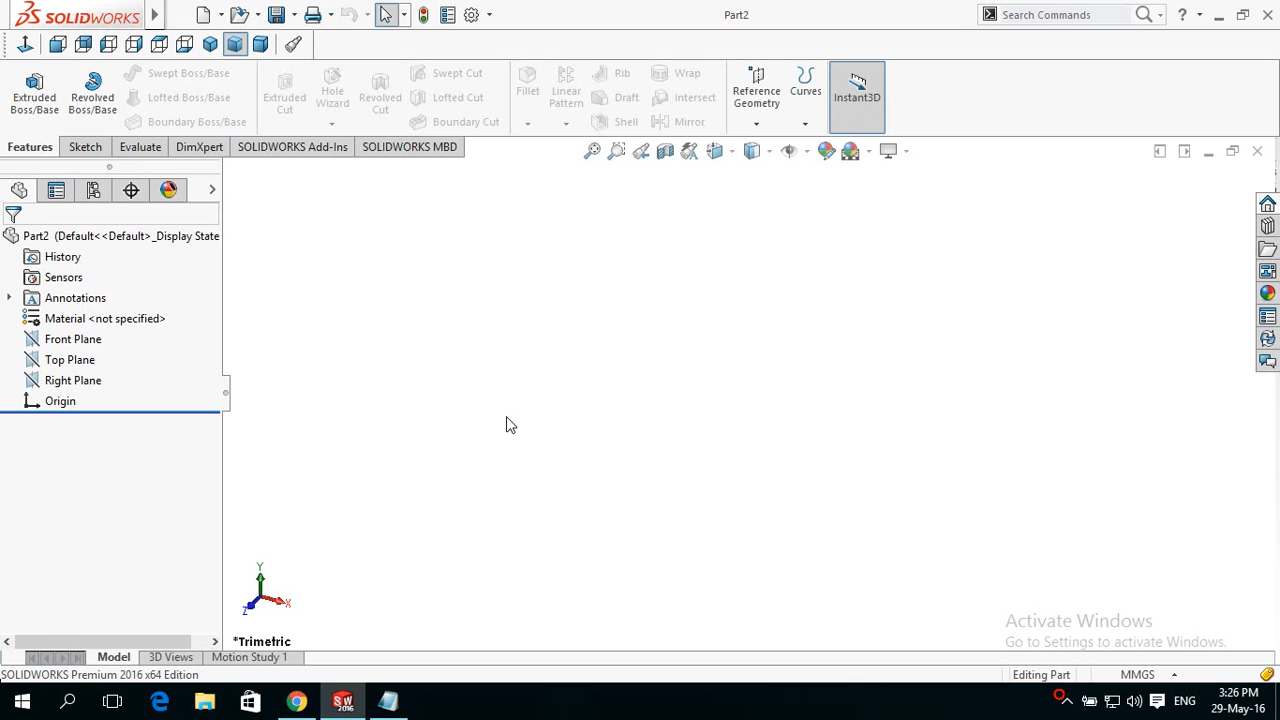 SOLIDWORKS
Part2
Search Commands
?
Extruded Boss/Base
Revolved Boss/Base
Swept Boss/Base
Lofted Boss/Base
Boundary Boss/Base
Extruded Cut
Hole Wizard
Revolved Cut
Swept Cut
Lofted Cut
Boundary Cut
Fillet
Linear Pattern
Rib
Draft
Shell
Wrap
Intersect
Mirror
Reference Geometry
Curves
Instant3D
Features
Sketch
Evaluate
DimXpert
SOLIDWORKS Add-Ins
SOLIDWORKS MBD
Part2 (Default<<Default>_Display State
History
Sensors
Annotations
Material <not specified>
Front Plane
Top Plane
Right Plane
Origin
Y
X
Z
*Trimetric
Activate Windows
Go to Settings to activate Windows.
Model
3D Views
Motion Study 1
SOLIDWORKS Premium 2016 x64 Edition
Editing Part
MMGS
SW
2016
ENG
3:26 PM
29-May-16